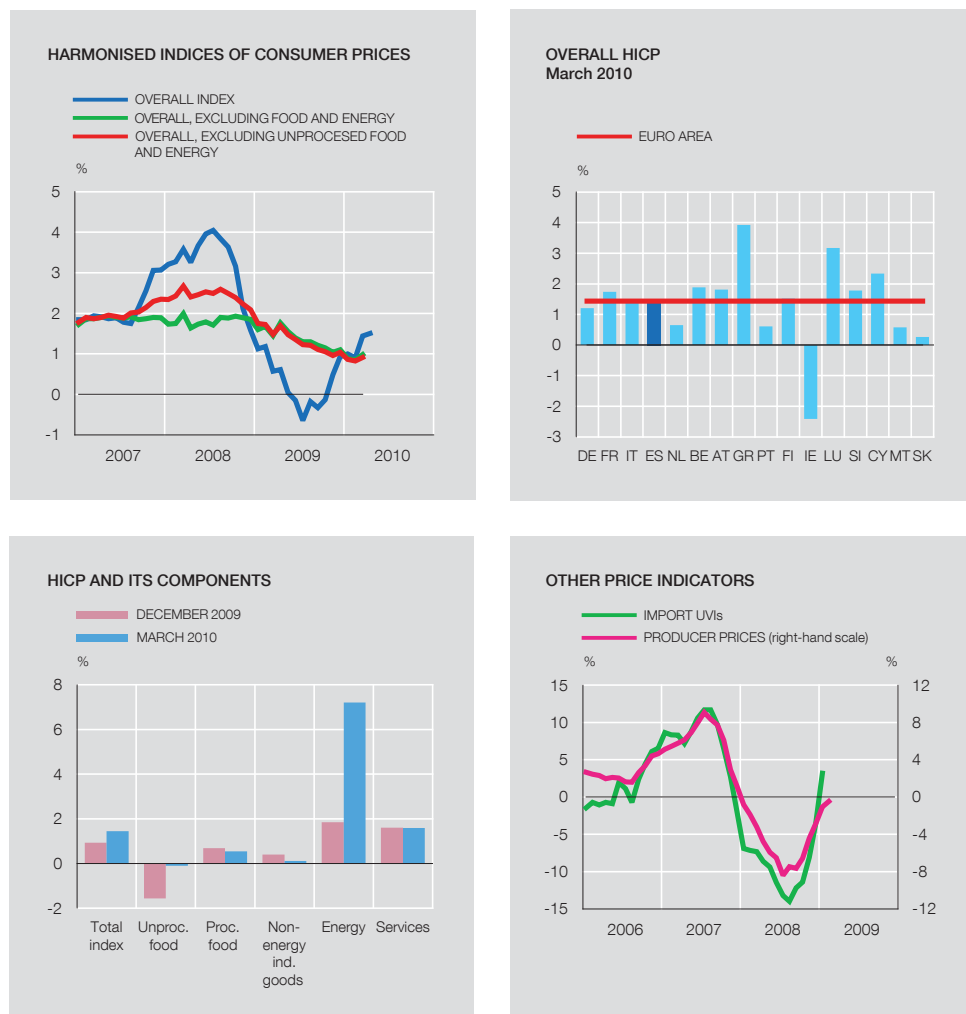 HARMONISED INDICES OF CONSUMER PRICES
OVERALL INDEX
OVERALL, EXCLUDING FOOD AND ENERGY
OVERALL, EXCLUDING UNPROCESED FOOD
AND ENERGY
%
5
4
3
2
1
0
-1
2007 2008 2009 2010
OVERALL HICP
March 2010
EURO AREA
%
5
4
3
2
1
0
-1
-2
-3
DE FR IT ES NL BE AT GR PT FI IE LU SI CY MT SK
HICP AND ITS COMPONENTS
DECEMBER 2009
MARCH 2010
%
8
6
4
2
0
-2
Total Unproc. Proc. Non- Energy Services
index food food energy
ind.
goods
OTHER PRICE INDICATORS
IMPORT UVIs
PRODUCER PRICES (right-hand scale)
% %
15 12
10 8
5 4
0 0
-5 -4
-10 -8
-15 -12
2006 2007 2008 2009